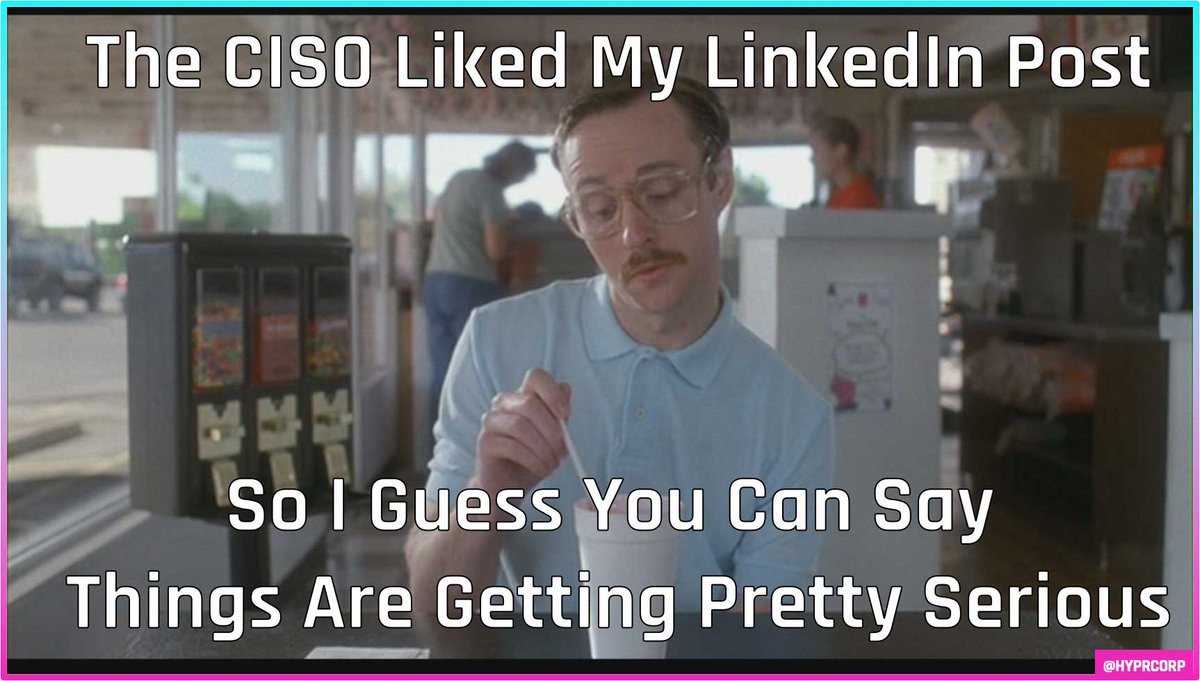 The CISO Liked My LinkedIn Post
So I Guess You Can Say
Things Are Getting Pretty Serious
@HYPRCORP